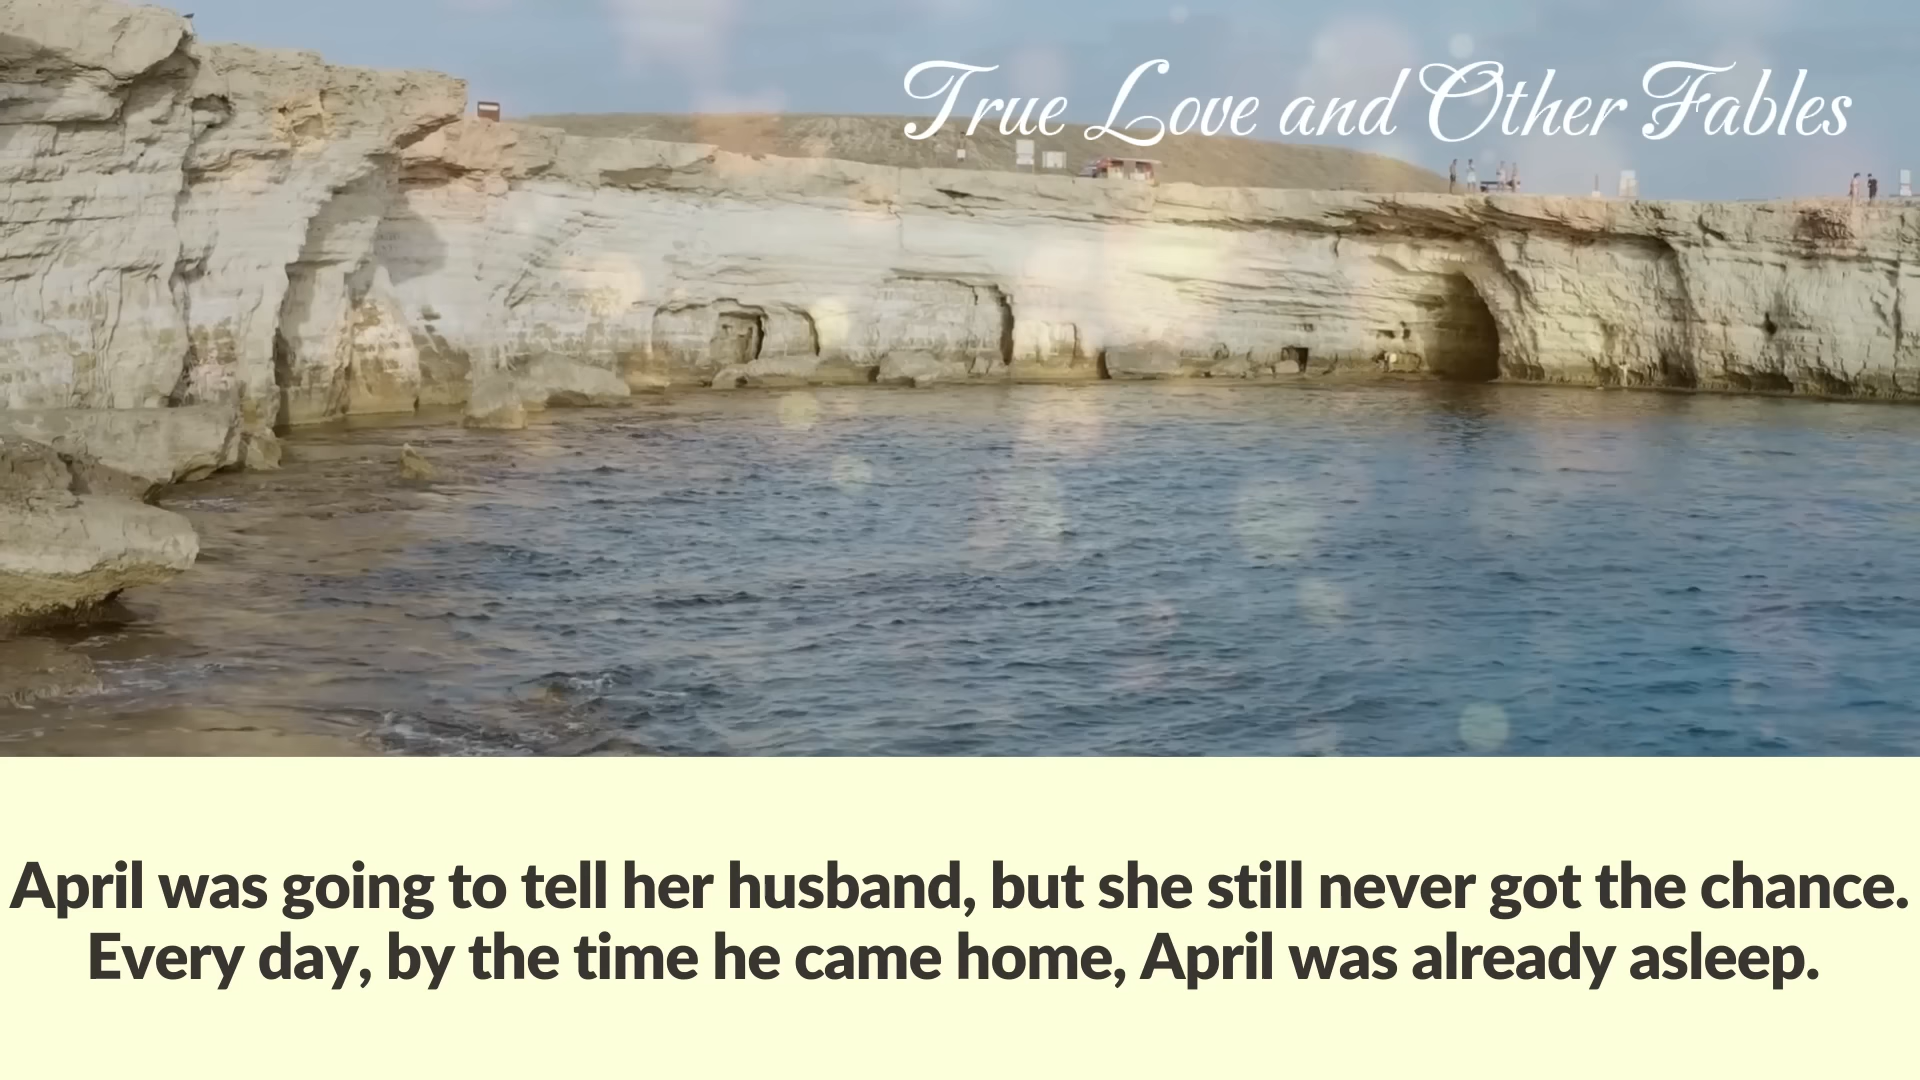 True Love and Other Fables
April was going to tell her husband, but she still never got the chance.
Every day, by the time he came home, April was already asleep.